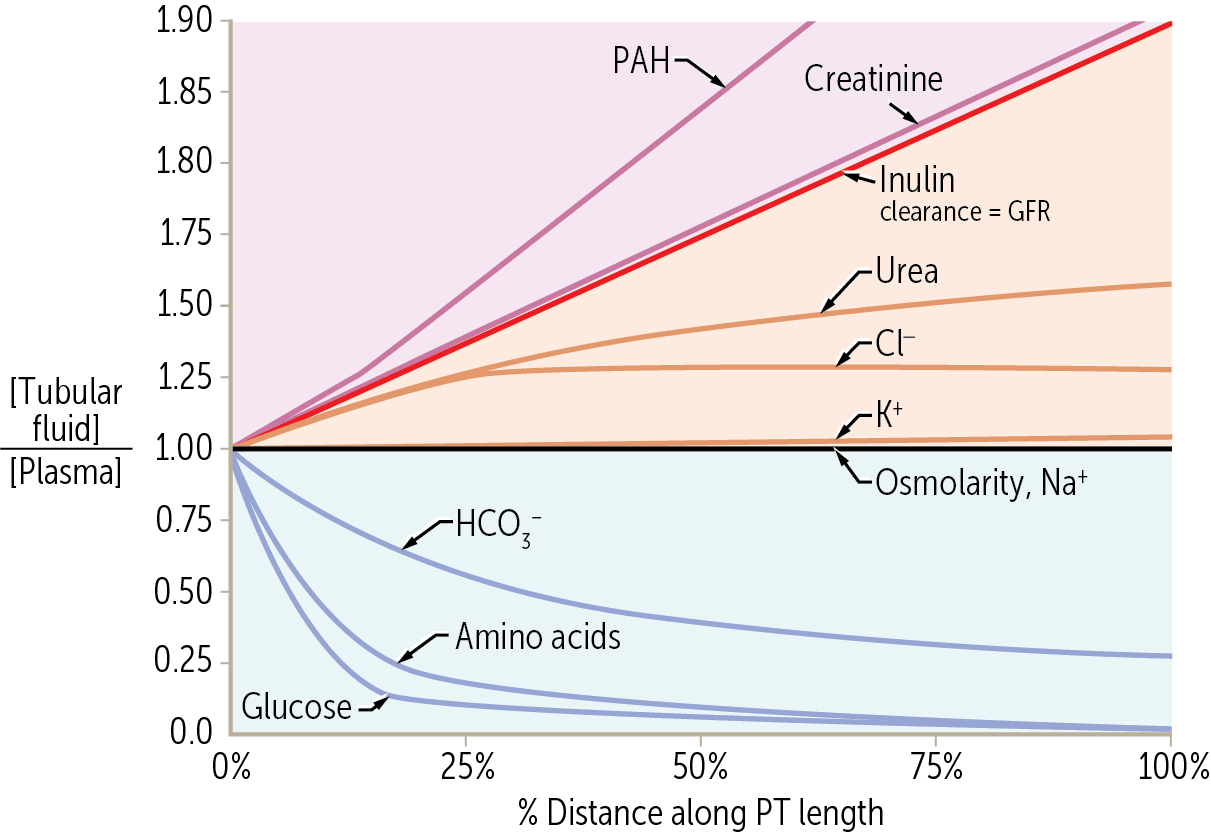 1.90
1.85
1.80
1.75
1.50
1.25
1.00
0.75
0.50
0.25
0.0
[Tubular
fluid]
[Plasma]
PAH
Creatinine
Inulin
clearance = GFR
Urea
Cl⁻
K⁺
Osmolarity, Na⁺
HCO₃⁻
Amino acids
Glucose
0%
25%
50%
75%
100%
% Distance along PT length